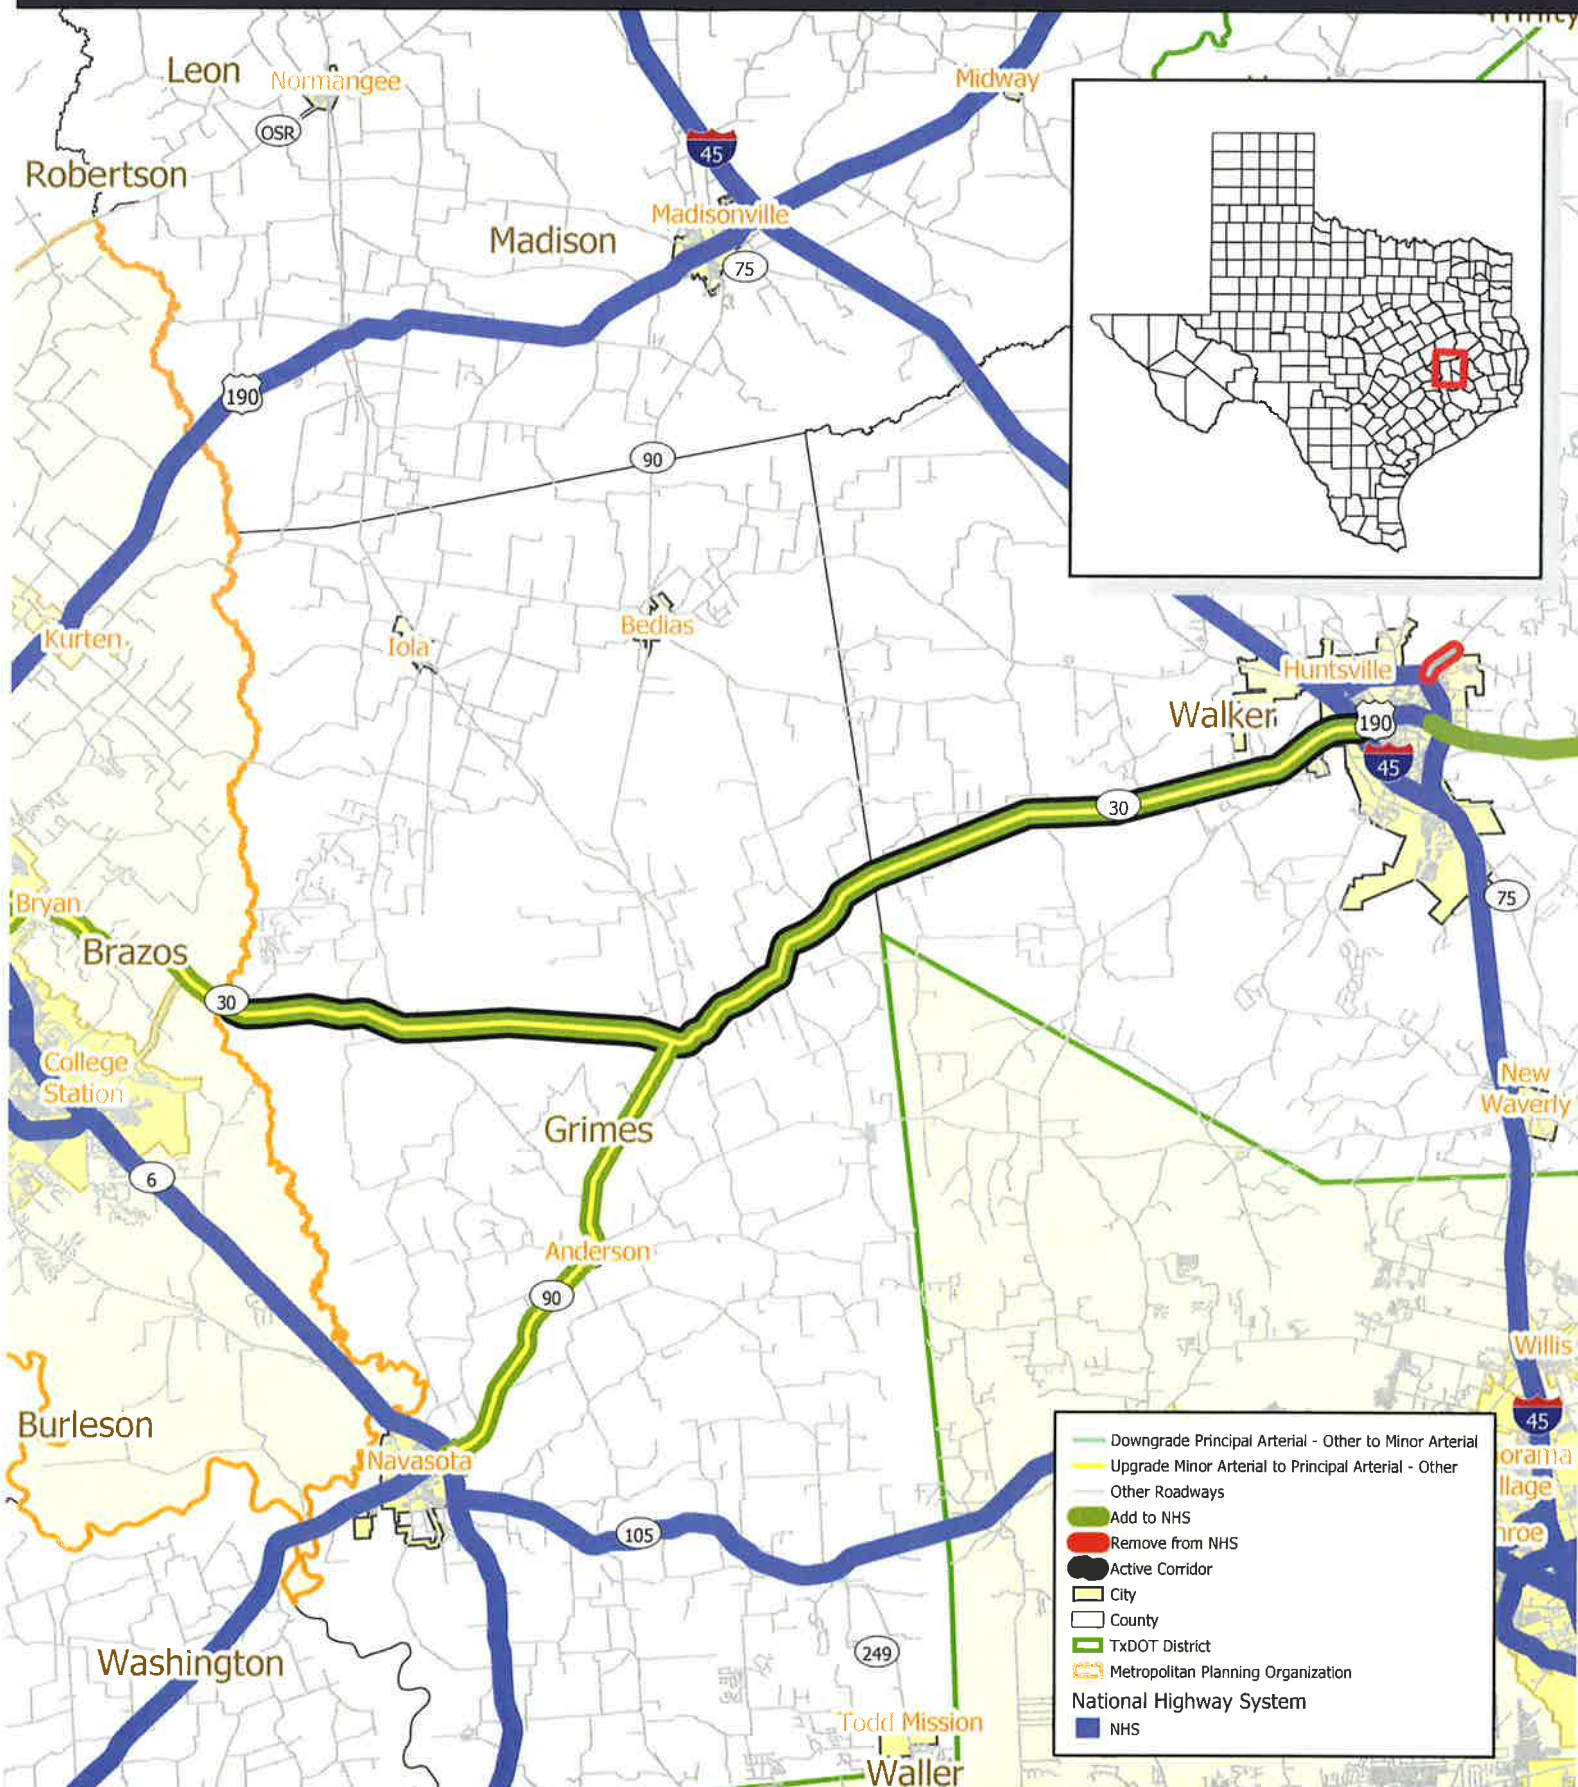 Trinity
Leon
Normangee
OSR
Midway
45
Robertson
Madisonville
Madison
75
190
90
Kurten
Iola
Bedias
Huntsville
Walker
190
45
30
75
Bryan
Brazos
30
College
Station
New
Waverly
Grimes
6
Anderson
90
Willis
Burleson
45
Navasota
orama
llage
nroe
105
Washington
249
Todd Mission
Waller
Downgrade Principal Arterial - Other to Minor Arterial
Upgrade Minor Arterial to Principal Arterial - Other
Other Roadways
Add to NHS
Remove from NHS
Active Corridor
City
County
TxDOT District
Metropolitan Planning Organization
National Highway System
NHS